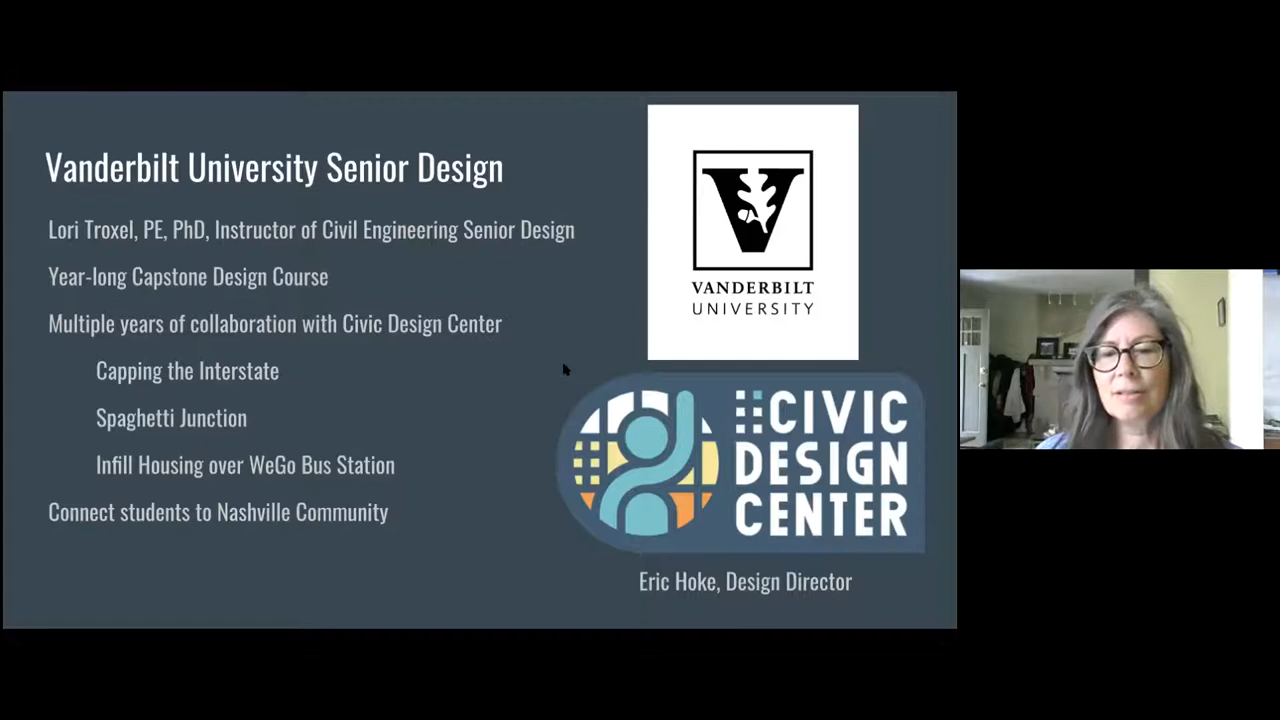 Vanderbilt University Senior Design
Lori Troxel, PE, PhD, Instructor of Civil Engineering Senior Design
Year-long Capstone Design Course
Multiple years of collaboration with Civic Design Center
Capping the Interstate
Spaghetti Junction
Infill Housing over WeGo Bus Station
Connect students to Nashville Community
V
VANDERBILT
UNIVERSITY
CIVIC
DESIGN
CENTER
Eric Hoke, Design Director